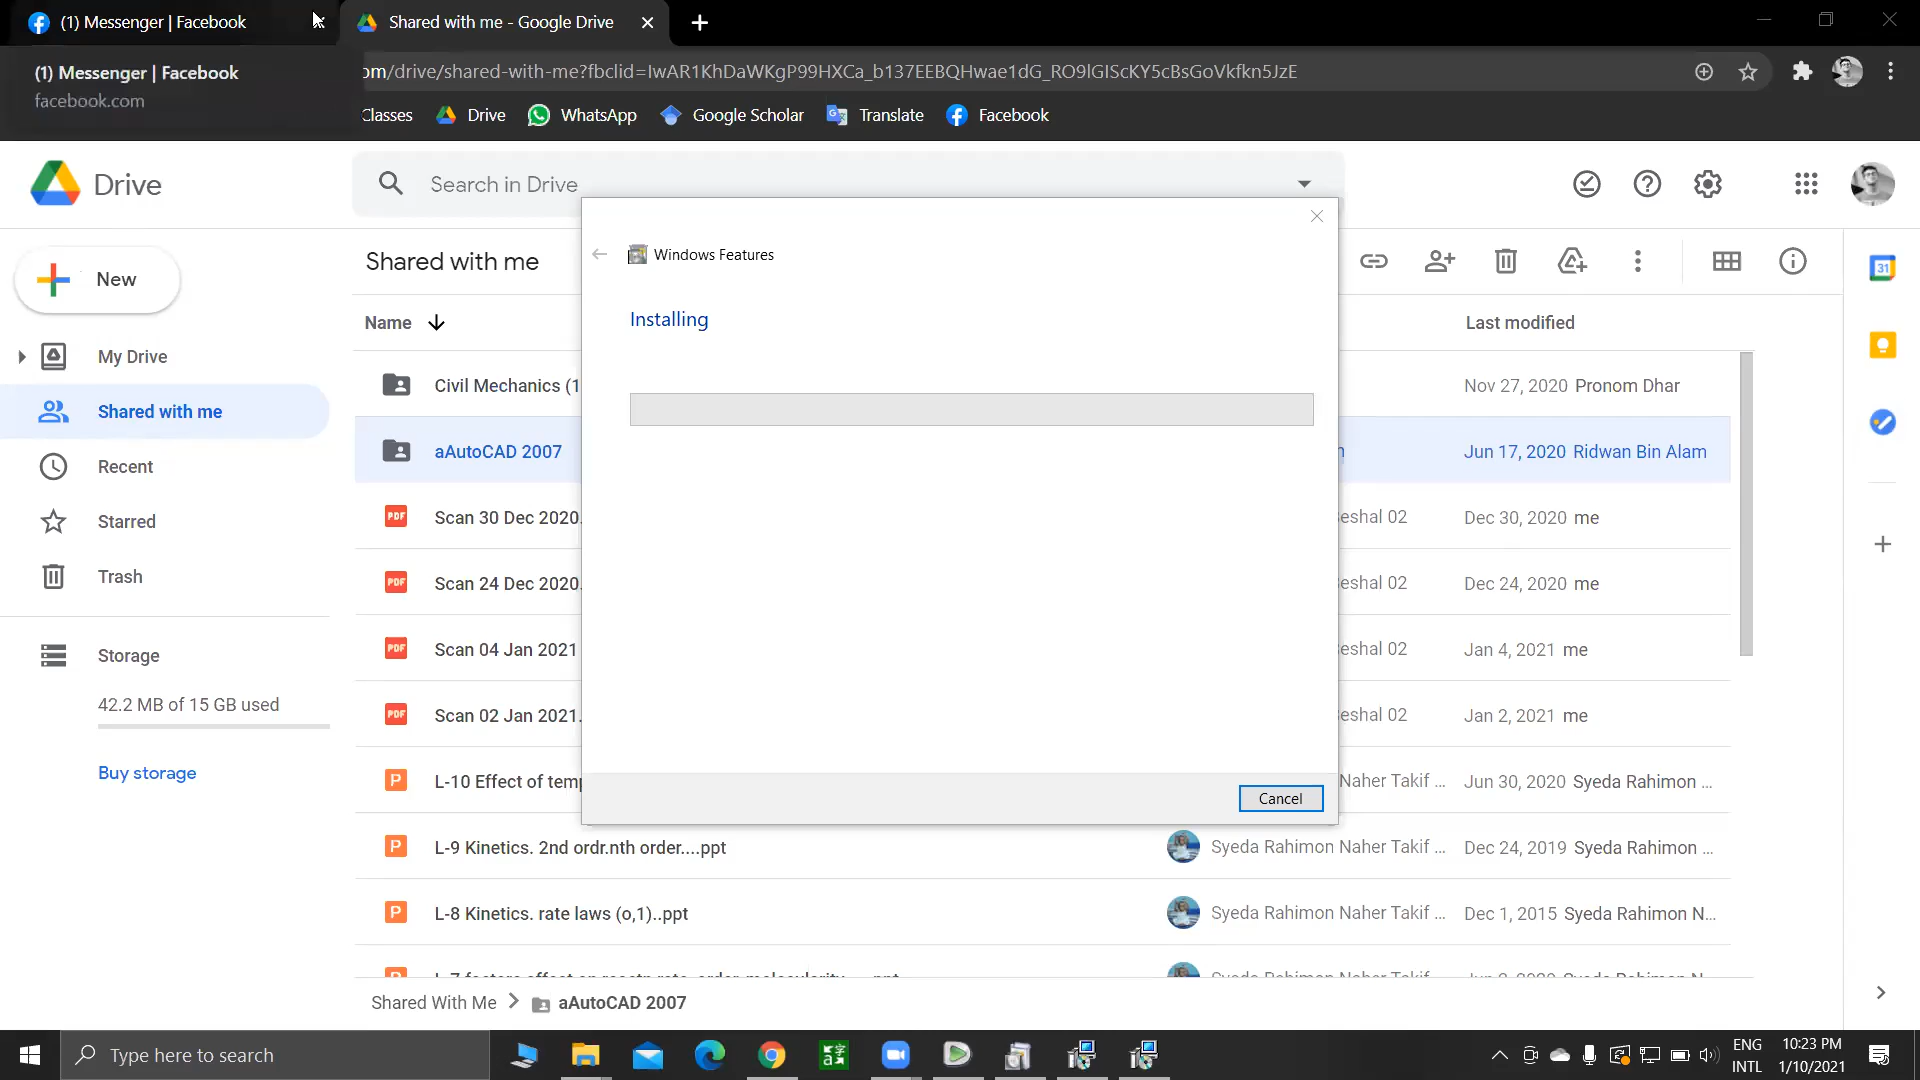 (1) Messenger | Facebook
Shared with me - Google Drive
(1) Messenger | Facebook
facebook.com
om/drive/shared-with-me?fbclid=IwAR1KhDaWKgP99HXCa_b137EEBQHwae1dG_RO9lGIScKY5cBsGoVkfkn5JzE
Classes Drive WhatsApp Google Scholar Translate Facebook
Drive
Search in Drive
Windows Features
Shared with me
New
31
Installing
Name
Last modified
My Drive
Civil Mechanics (1
Nov 27, 2020 Pronom Dhar
Shared with me
aAutoCAD 2007
Jun 17, 2020 Ridwan Bin Alam
Recent
PDF Scan 30 Dec 2020.
eshal 02 Dec 30, 2020 me
Starred
PDF Scan 24 Dec 2020.
eshal 02 Dec 24, 2020 me
Trash
PDF Scan 04 Jan 2021
eshal 02 Jan 4, 2021 me
Storage
42.2 MB of 15 GB used
PDF Scan 02 Jan 2021.
eshal 02 Jan 2, 2021 me
Buy storage
P L-10 Effect of temp
Naher Takif ... Jun 30, 2020 Syeda Rahimon ...
Cancel
P L-9 Kinetics. 2nd ordr.nth order....ppt Syeda Rahimon Naher Takif ... Dec 24, 2019 Syeda Rahimon ...
P L-8 Kinetics. rate laws (o,1)..ppt Syeda Rahimon Naher Takif ... Dec 1, 2015 Syeda Rahimon N...
Shared With Me > aAutoCAD 2007
Type here to search
ENG
INTL
10:23 PM
1/10/2021